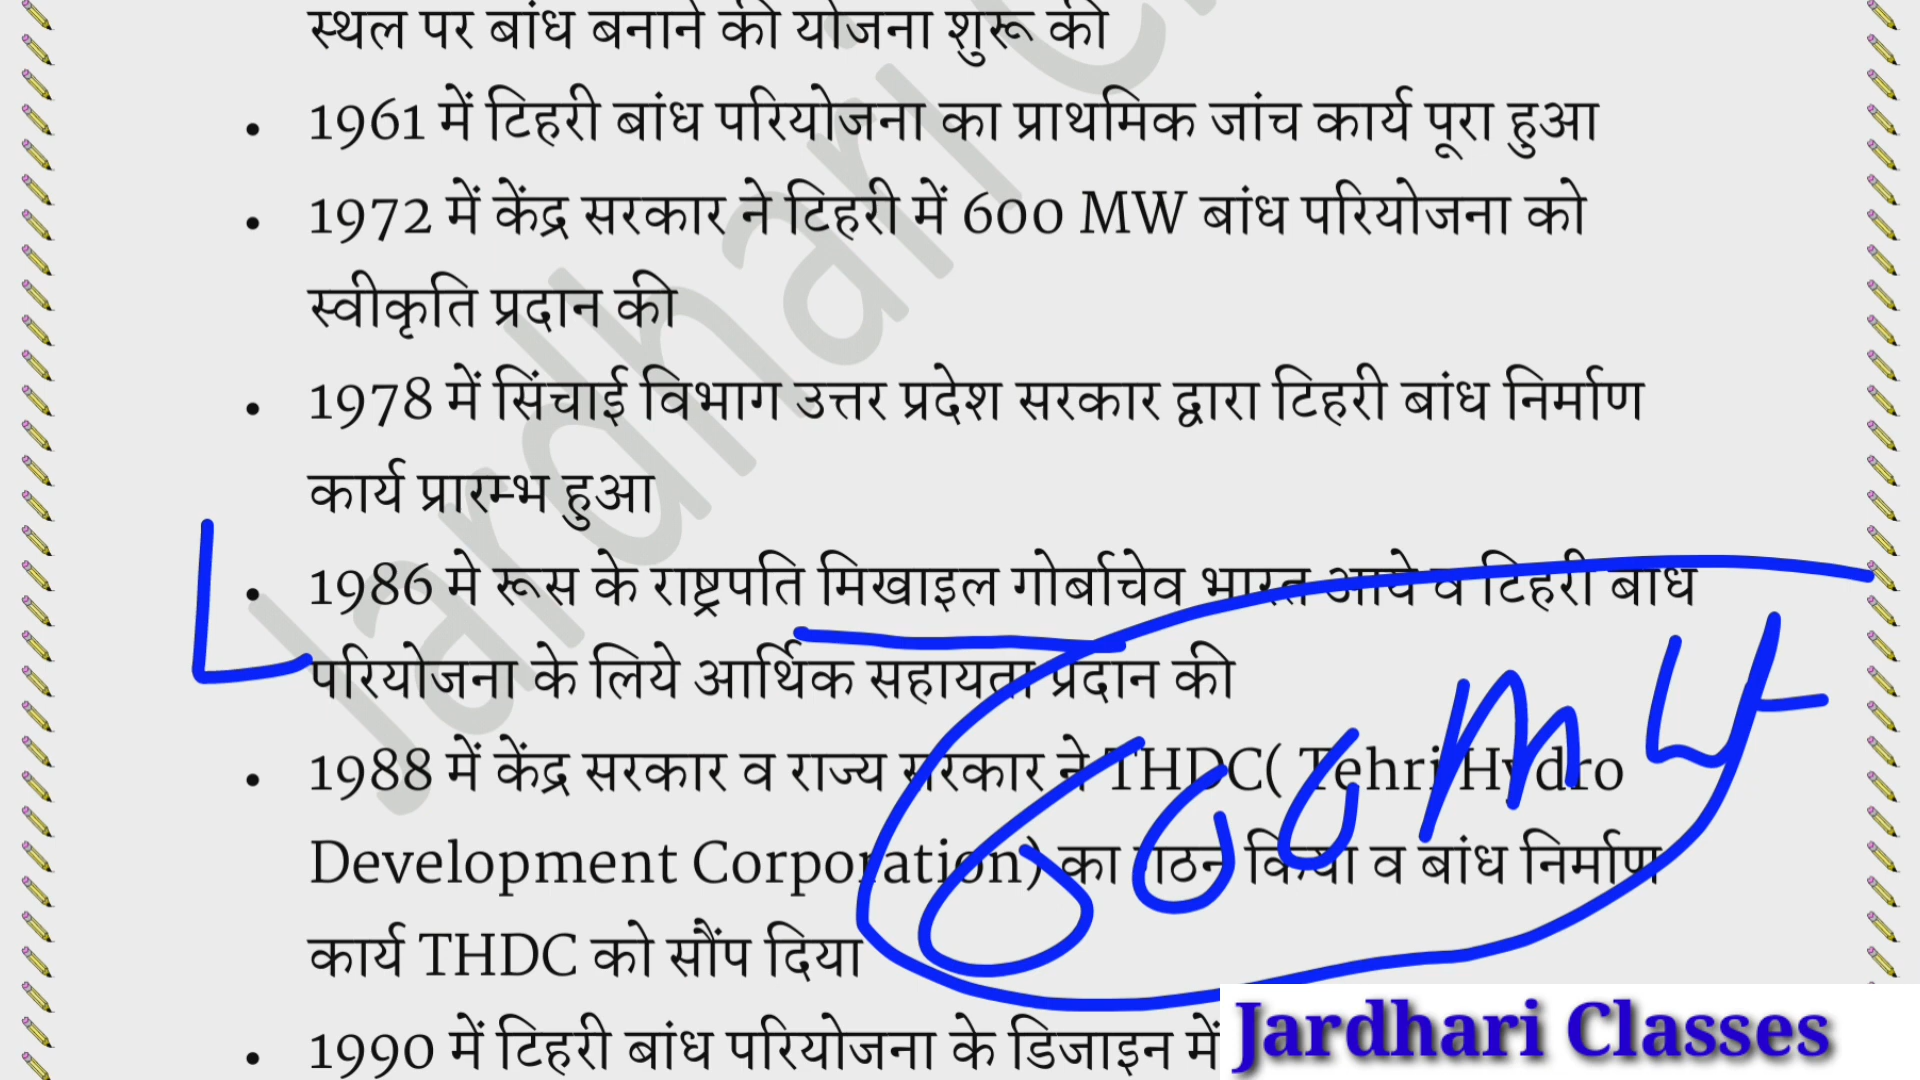 स्थल पर बांध बनाने की योजना शुरू की
• 1961 में टिहरी बांध परियोजना का प्राथमिक जांच कार्य पूरा हुआ
• 1972 में केंद्र सरकार ने टिहरी में 600 MW बांध परियोजना को
स्वीकृति प्रदान की
• 1978 में सिंचाई विभाग उत्तर प्रदेश सरकार द्वारा टिहरी बांध निर्माण
कार्य प्रारम्भ हुआ
• 1986 मे रूस के राष्ट्रपति मिखाइल गोर्बाचेव भारत आये व टिहरी बांध
परियोजना के लिये आर्थिक सहायता प्रदान की
• 1988 में केंद्र सरकार व राज्य सरकार ने THDC( Tehri Hydro
Development Corporation) का गठन किया व बांध निर्माण
कार्य THDC को सौंप दिया
• 1990 में टिहरी बांध परियोजना के डिजाइन में
600 M
Jardhari Classes
Jardhari